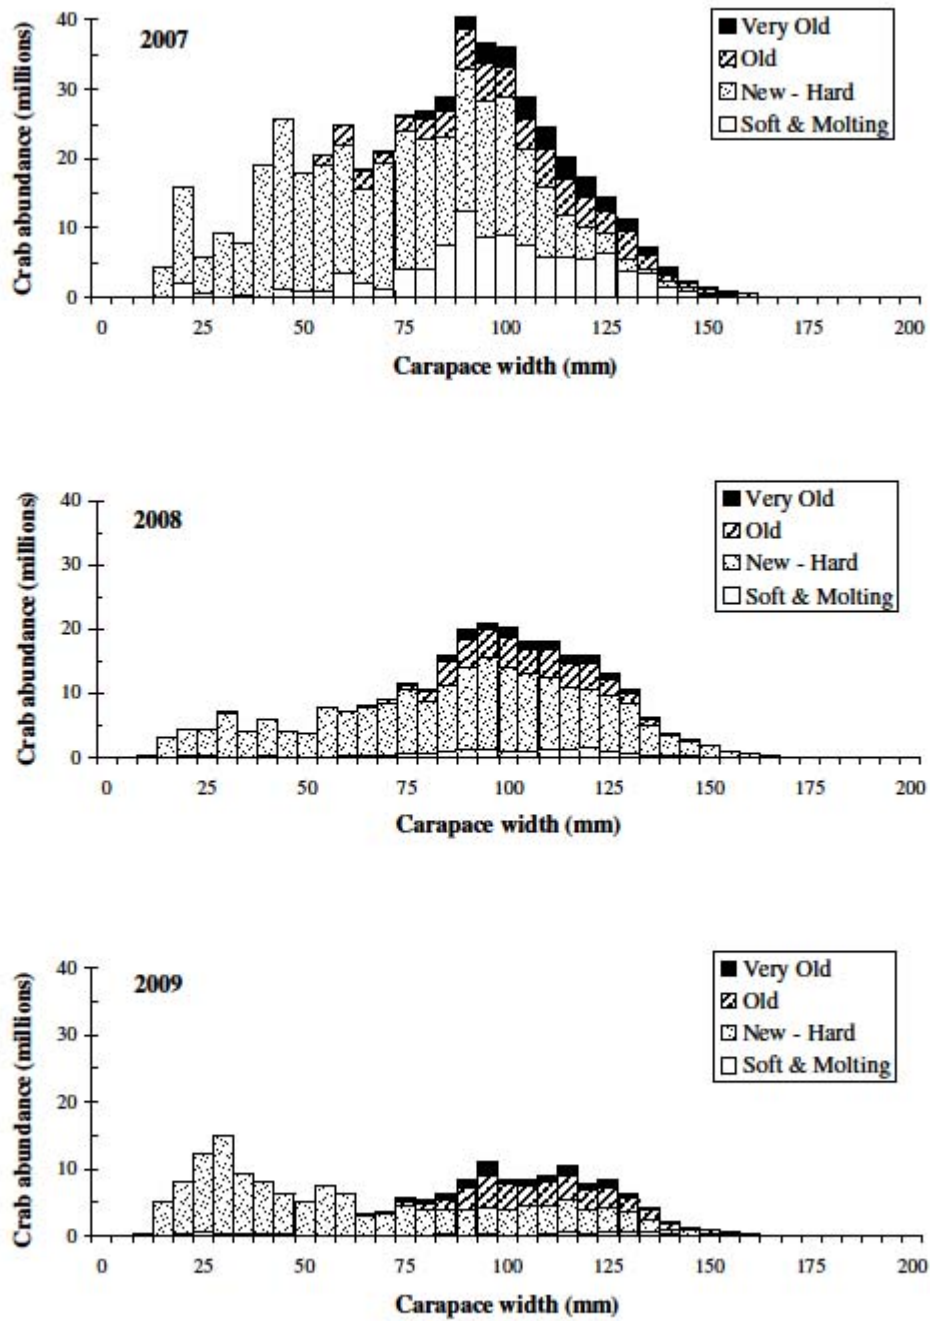 2007
Crab abundance (millions)
40
30
20
10
0
Very Old
Old
New - Hard
Soft & Molting
0 25 50 75 100 125 150 175 200
Carapace width (mm)
2008
Crab abundance (millions)
40
30
20
10
0
Very Old
Old
New - Hard
Soft & Molting
0 25 50 75 100 125 150 175 200
Carapace width (mm)
2009
Crab abundance (millions)
40
30
20
10
0
Very Old
Old
New - Hard
Soft & Molting
0 25 50 75 100 125 150 175 200
Carapace width (mm)